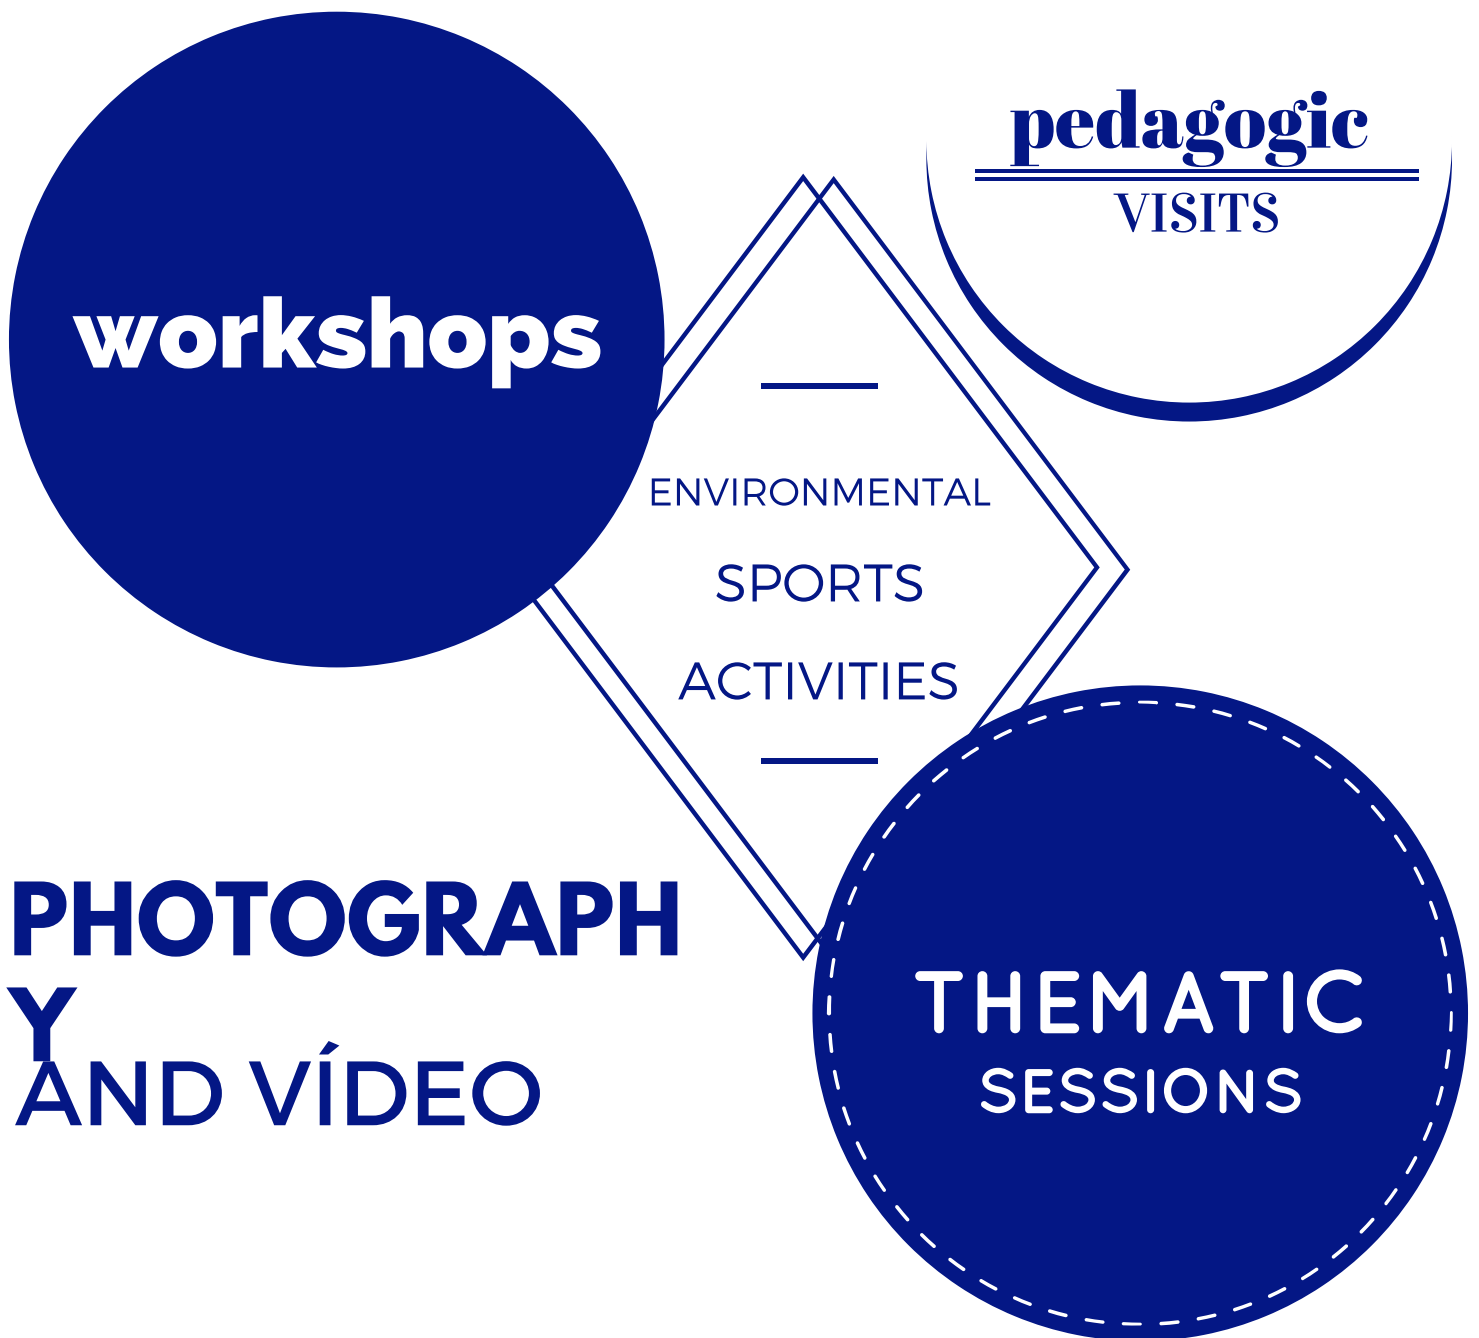 workshops
pedagogic
VISITS
ENVIRONMENTAL
SPORTS
ACTIVITIES
PHOTOGRAPH
Y
AND VÍDEO
THEMATIC
SESSIONS